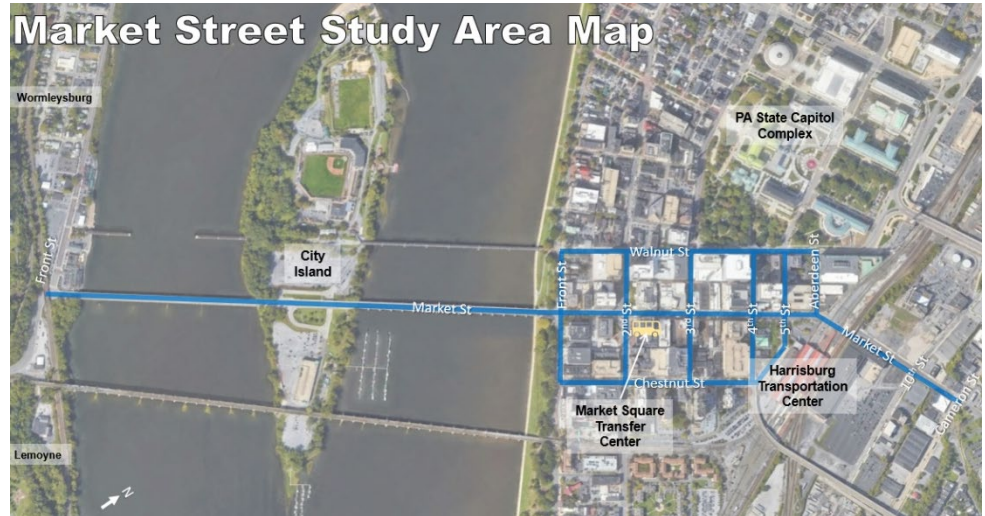 Market Street Study Area Map
Wormleysburg
PA State Capitol
Complex
Front St
City
Island
Walnut St
Aberdeen St
Front St
Market St
2nd St
3rd St
4th St
5th St
Market St
10th St
Cameron St
Chestnut St
Harrisburg
Transportation
Center
Market Square
Transfer
Center
Lemoyne
N